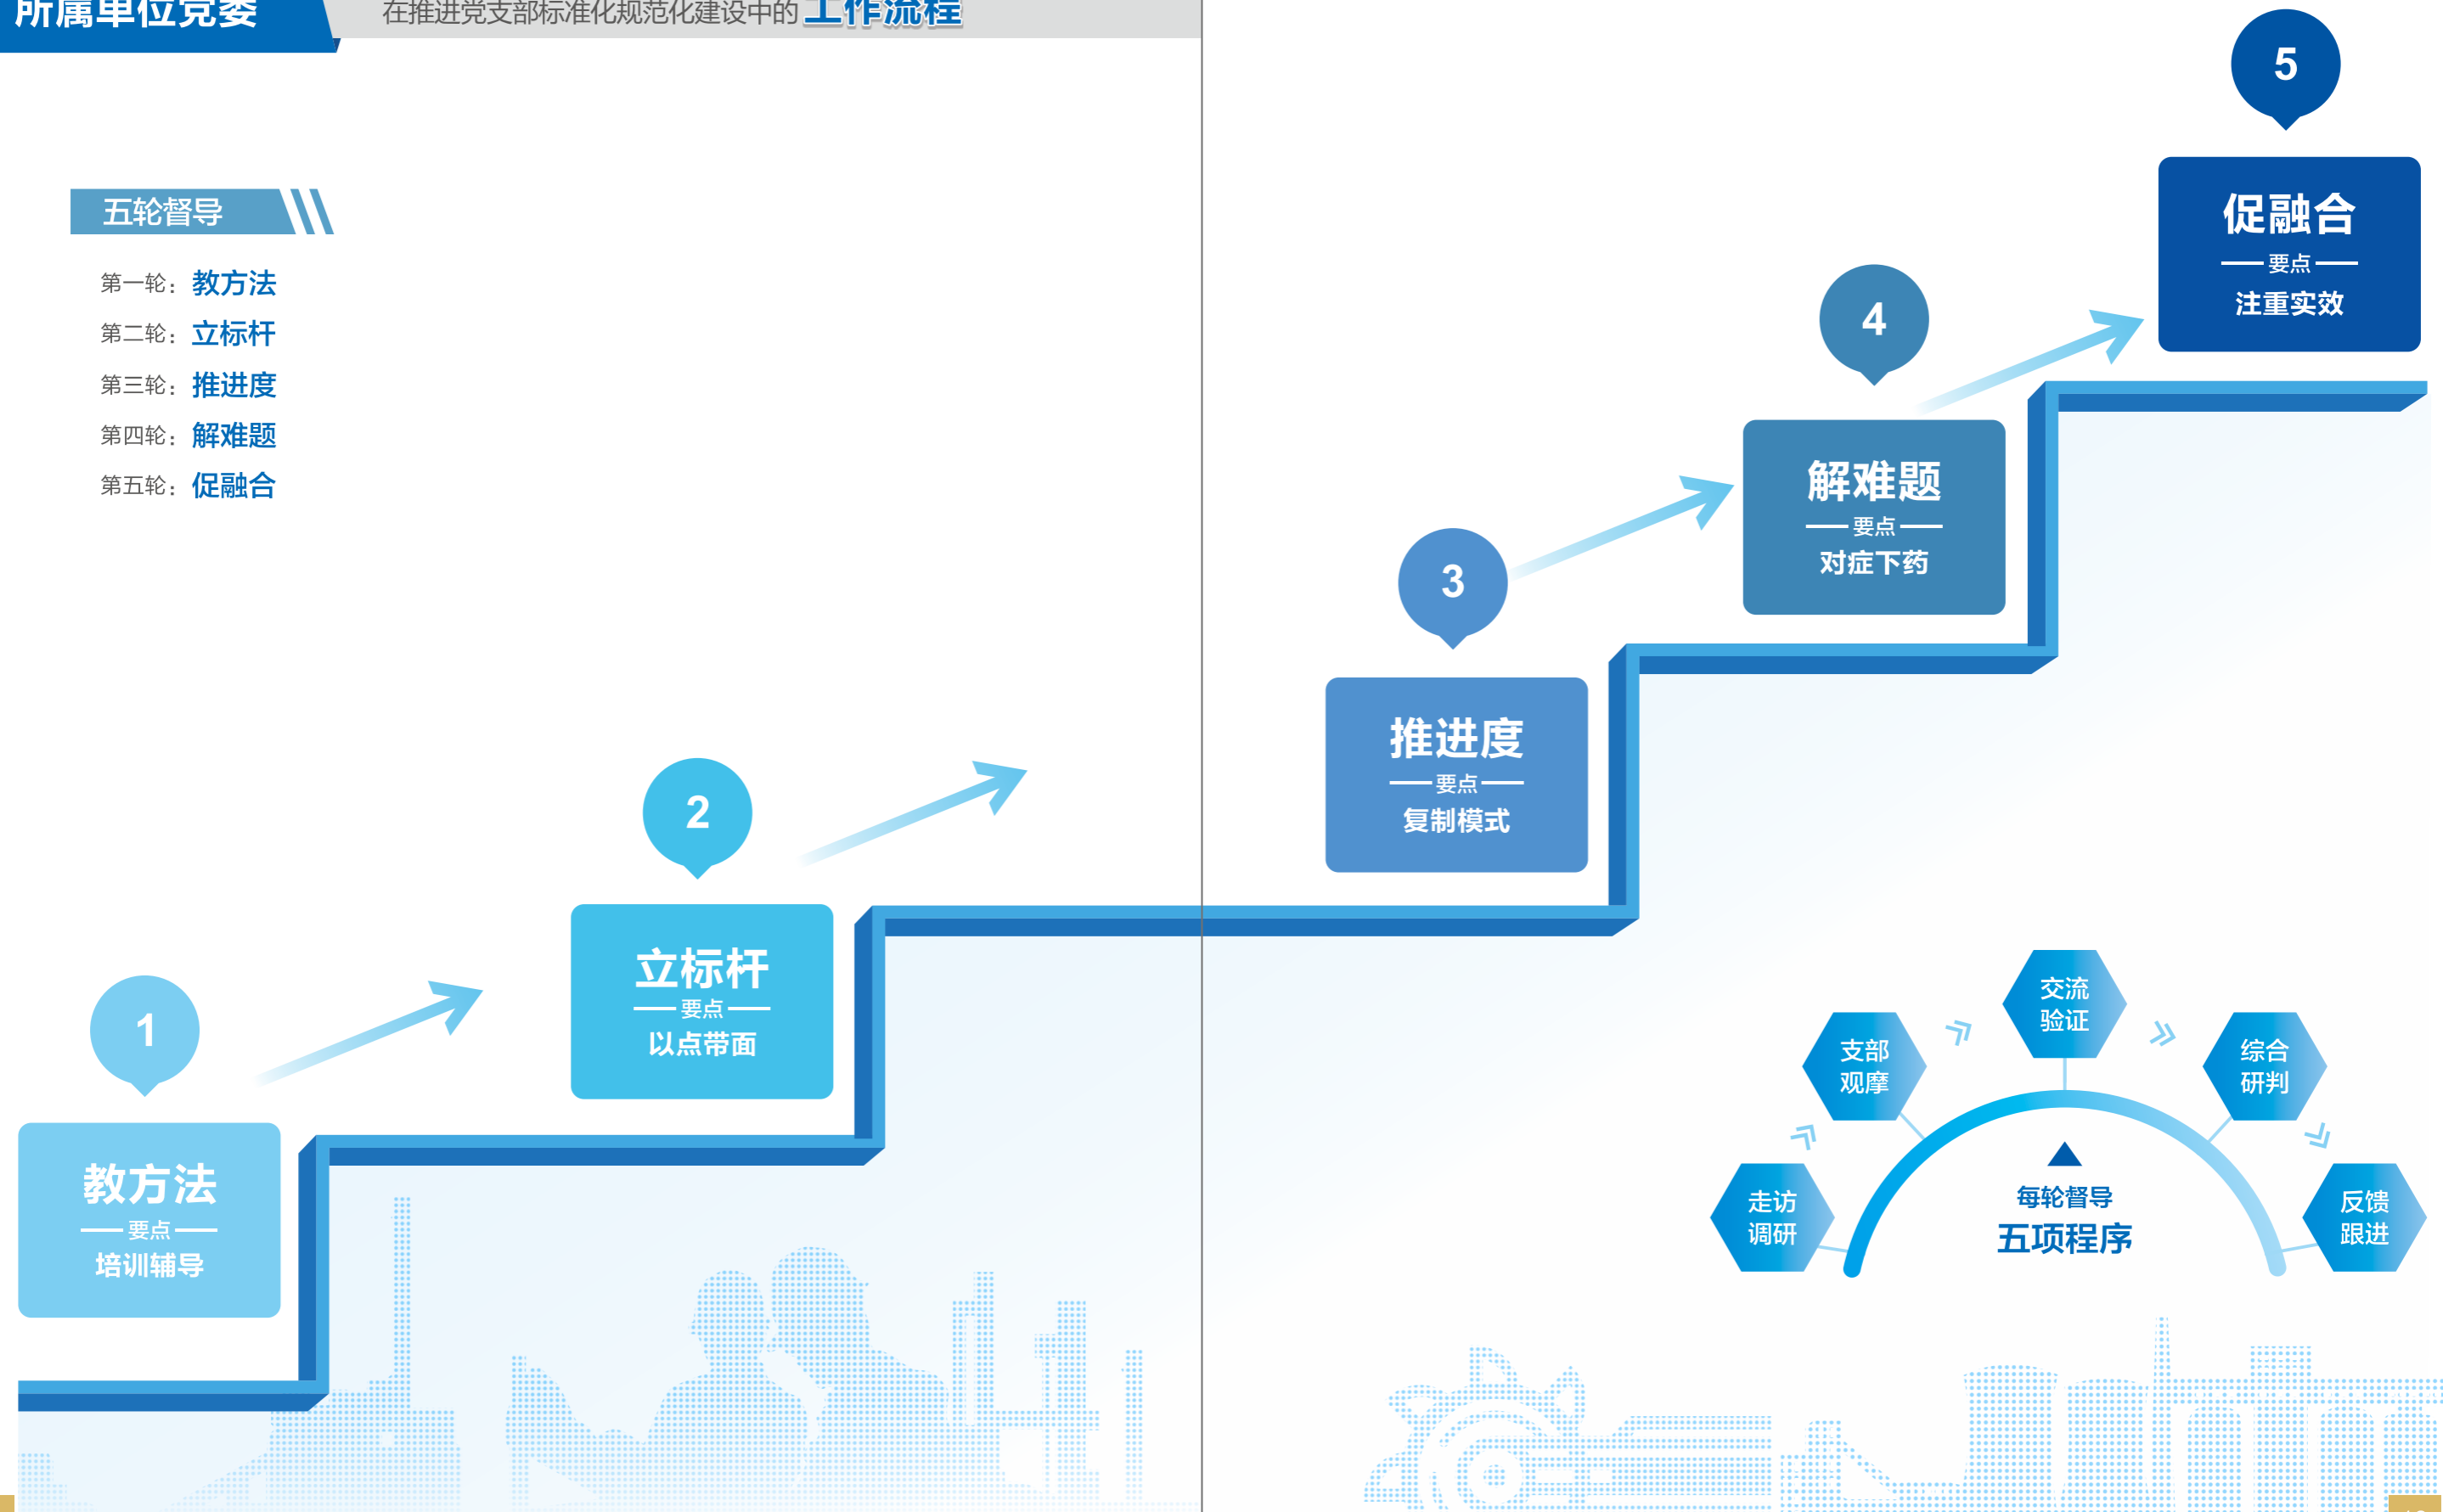 所属单位党委
在推进党支部标准化规范化建设中的 工作流程
五轮督导
第一轮：教方法
第二轮：立标杆
第三轮：推进度
第四轮：解难题
第五轮：促融合
1
教方法
要点
培训辅导
2
立标杆
要点
以点带面
3
推进度
要点
复制模式
4
解难题
要点
对症下药
5
促融合
要点
注重实效
走访
调研
支部
观摩
交流
验证
综合
研判
反馈
跟进
每轮督导
五项程序